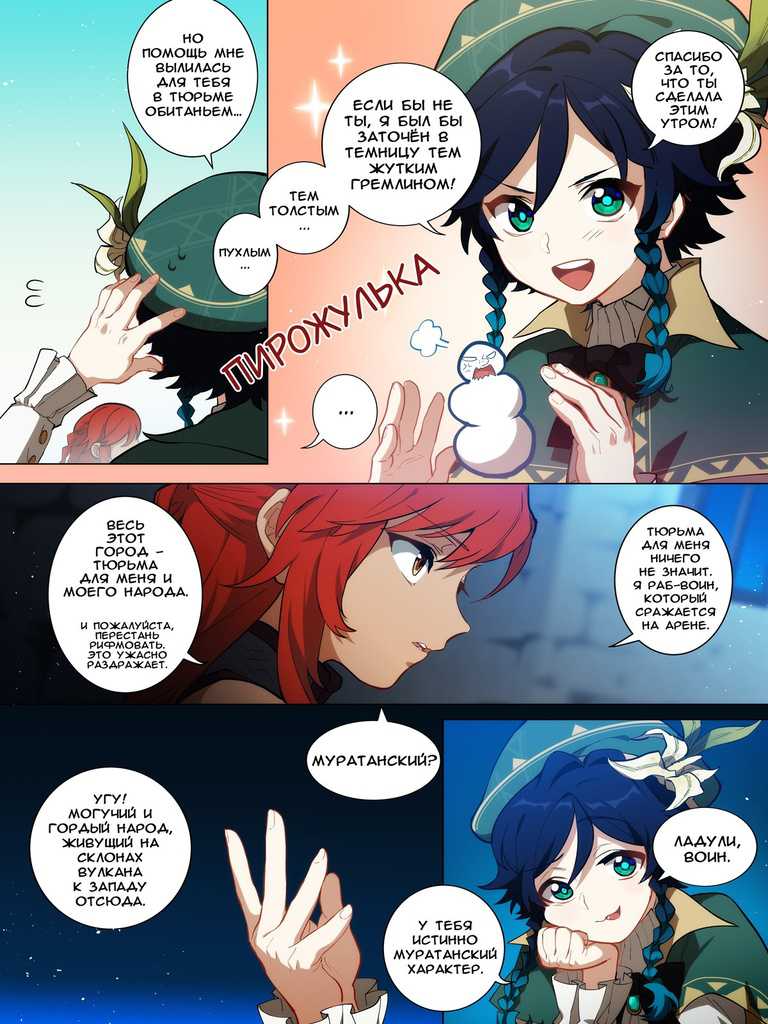 СПАСИБО
ЗА ТО,
ЧТО ТЫ
СДЕЛАЛА
ЭТИМ
УТРОМ!
ЕСЛИ БЫ НЕ
ТЫ, Я БЫЛ БЫ
ЗАТОЧЁН В
ТЕМНИЦУ ТЕМ
ЖУТКИМ
ГРЕМЛИНОМ!
ТЕМ
ТОЛСТЫМ
...
ПУХЛЫМ
...
ПИРОЖУЛЬКА
...
НО
ПОМОЩЬ МНЕ
ВЫЛИЛАСЬ
ДЛЯ ТЕБЯ
В ТЮРЬМЕ
ОБИТАНЬЕМ...
ТЮРЬМА
ДЛЯ МЕНЯ
НИЧЕГО
НЕ ЗНАЧИТ.
Я РАБ-ВОИН,
КОТОРЫЙ
СРАЖАЕТСЯ
НА АРЕНЕ.
ВЕСЬ
ЭТОТ
ГОРОД -
ТЮРЬМА
ДЛЯ МЕНЯ И
МОЕГО НАРОДА.
И ПОЖАЛУЙСТА,
ПЕРЕСТАНЬ
РИФМОВАТЬ.
ЭТО УЖАСНО
РАЗДРАЖАЕТ.
ЛАДУЛИ,
ВОИН.
У ТЕБЯ
ИСТИННО
МУРАТАНСКИЙ
ХАРАКТЕР.
МУРАТАНСКИЙ?
УГУ!
МОГУЧИЙ И
ГОРДЫЙ НАРОД,
ЖИВУЩИЙ НА
СКЛОНАХ
ВУЛКАНА
К ЗАПАДУ
ОТСЮДА.